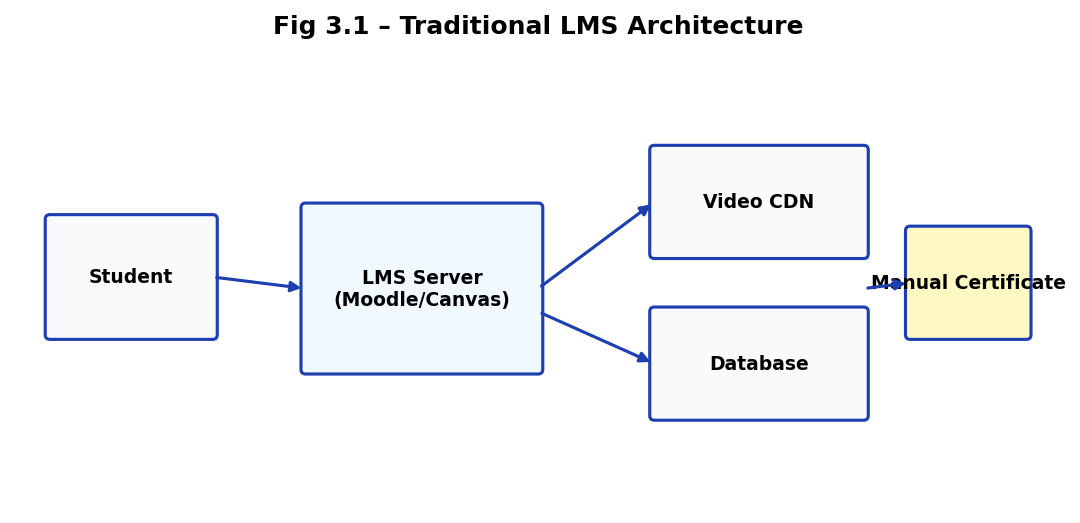 Fig 3.1 – Traditional LMS Architecture
Student
LMS Server
(Moodle/Canvas)
Video CDN
Database
Manual Certificate